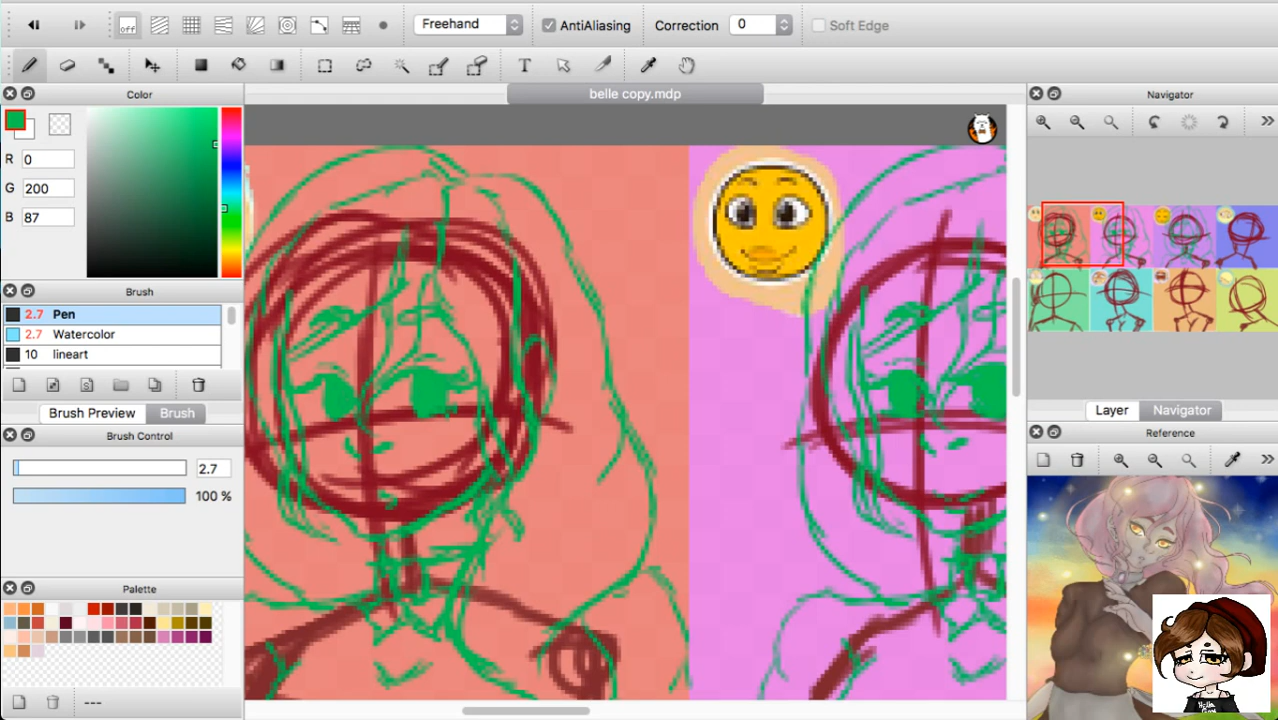 off
Freehand
AntiAliasing
Correction
0
Soft Edge
T
Color
belle copy.mdp
Navigator
R
0
G
200
B
87
Brush
2.7 Pen
2.7 Watercolor
10 lineart
Brush Preview
Brush
Layer
Navigator
Brush Control
Reference
2.7
100 %
Palette
---